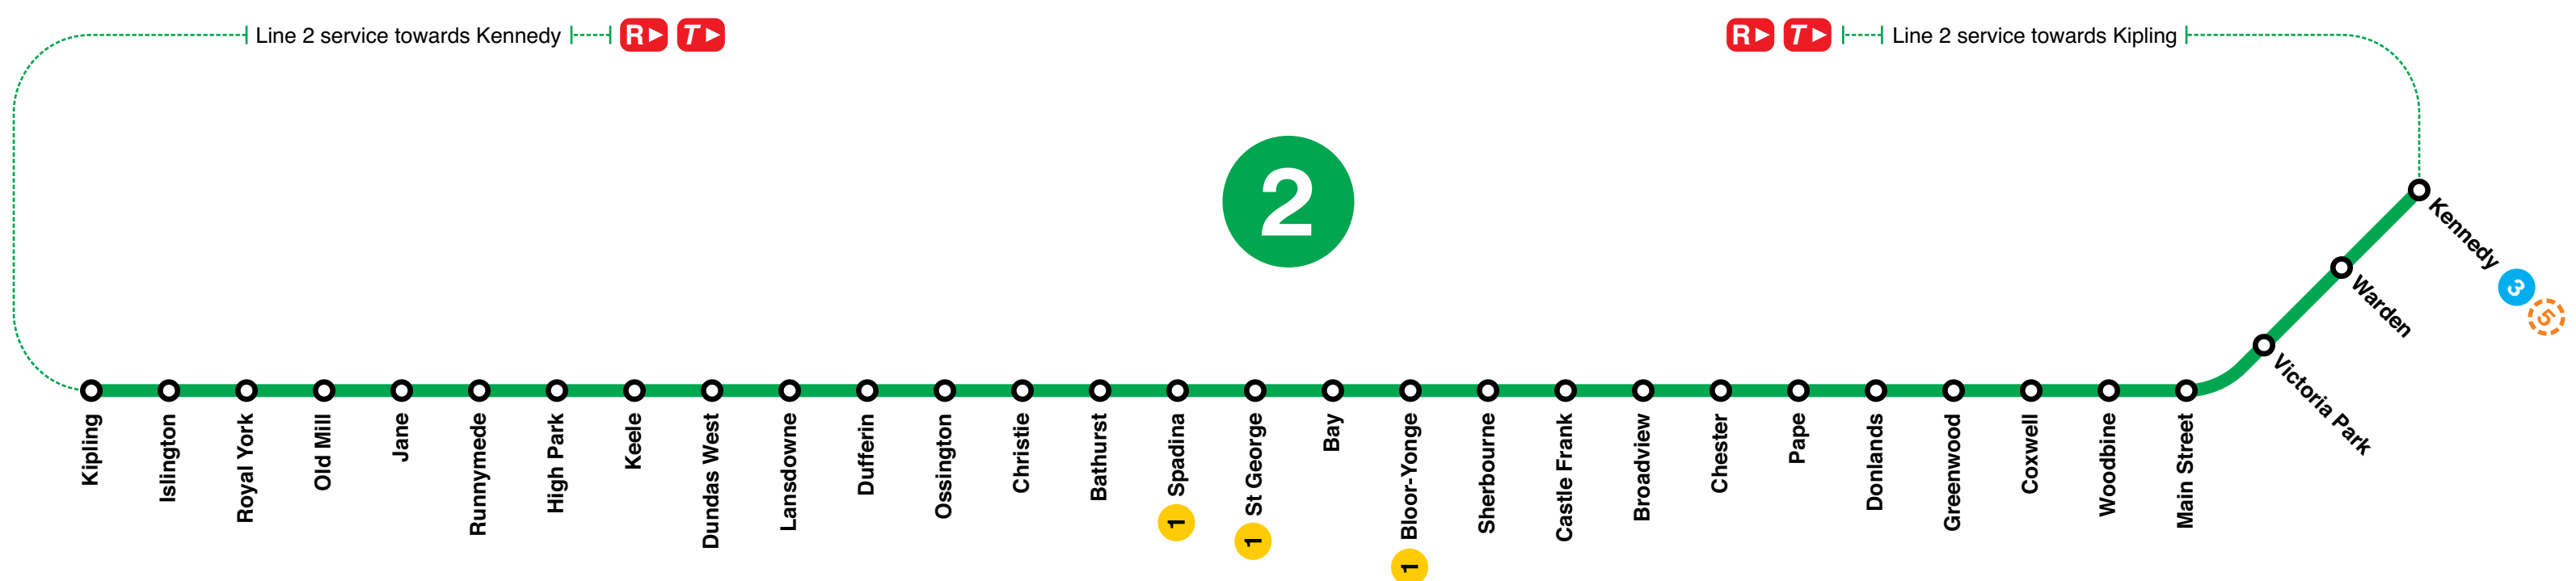 Line 2 service towards Kennedy R T
R T Line 2 service towards Kipling
2
Kipling
Islington
Royal York
Old Mill
Jane
Runnymede
High Park
Keele
Dundas West
Lansdowne
Dufferin
Ossington
Christie
Bathurst
Spadina 1
St George 1
Bay
Bloor-Yonge 1
Sherbourne
Castle Frank
Broadview
Chester
Pape
Donlands
Greenwood
Coxwell
Woodbine
Main Street
Victoria Park
Warden
Kennedy 3 5